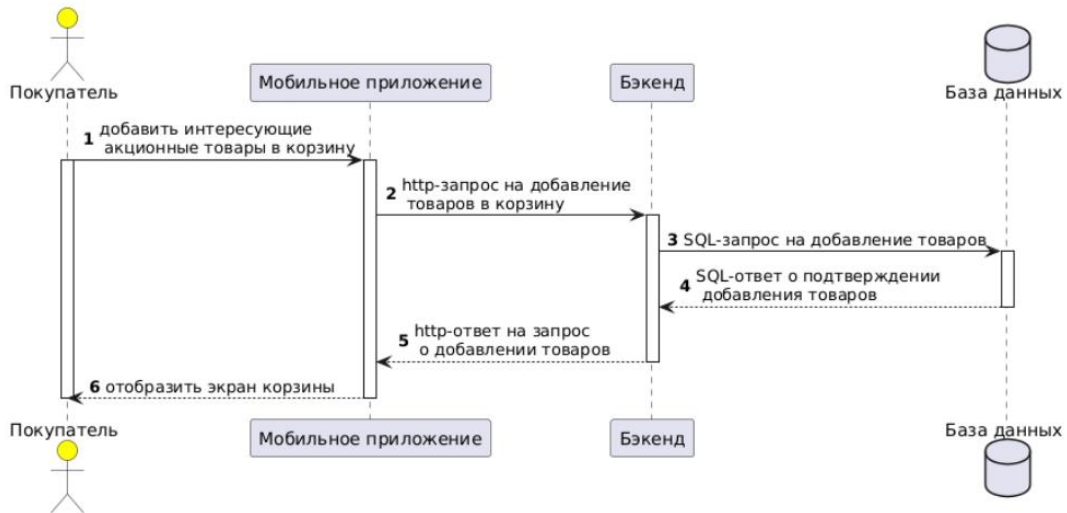 Покупатель
Мобильное приложение
Бэкенд
База данных
1 добавить интересующие
акционные товары в корзину
2 http-запрос на добавление
товаров в корзину
3 SQL-запрос на добавление товаров
4 SQL-ответ о подтверждении
добавления товаров
5 http-ответ на запрос
о добавлении товаров
6 отобразить экран корзины
Покупатель
Мобильное приложение
Бэкенд
База данных